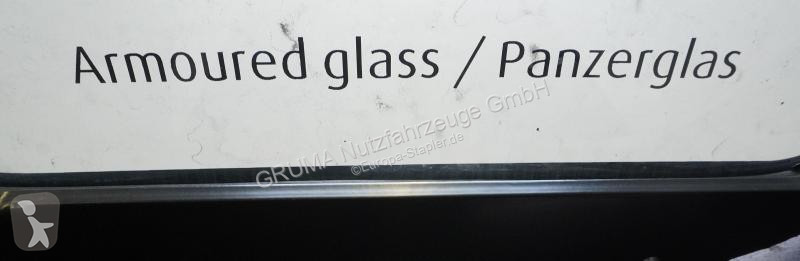 Armoured glass / Panzerglas
GRUMA Nutzfahrzeuge GmbH
©Europa-Stapler.de